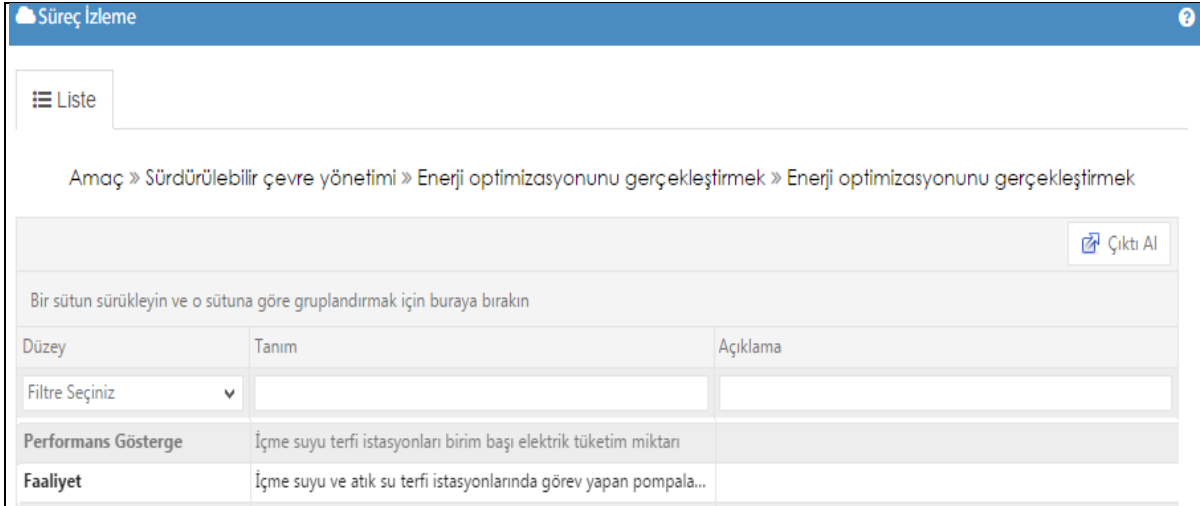 Süreç İzleme
Liste
Amaç » Sürdürülebilir çevre yönetimi » Enerji optimizasyonunu gerçekleştirmek » Enerji optimizasyonunu gerçekleştirmek
Çıktı Al
Bir sütun sürükleyin ve o sütuna göre gruplandırmak için buraya bırakın
Düzey Tanım Açıklama
Filtre Seçiniz
Performans Gösterge İçme suyu terfi istasyonları birim başı elektrik tüketim miktarı
Faaliyet İçme suyu ve atık su terfi istasyonlarında görev yapan pompala...